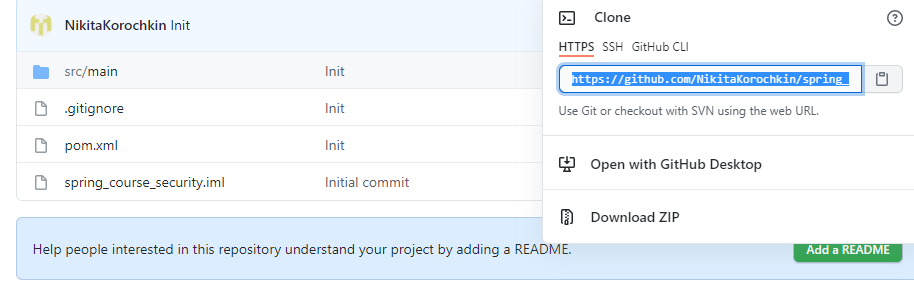 NikitaKorochkin Init
src/main Init
.gitignore Init
pom.xml Init
spring_course_security.iml Initial commit
Help people interested in this repository understand your project by adding a README.
Add a README
Clone
HTTPS SSH GitHub CLI
https://github.com/NikitaKorochkin/spring_
Use Git or checkout with SVN using the web URL.
Open with GitHub Desktop
Download ZIP